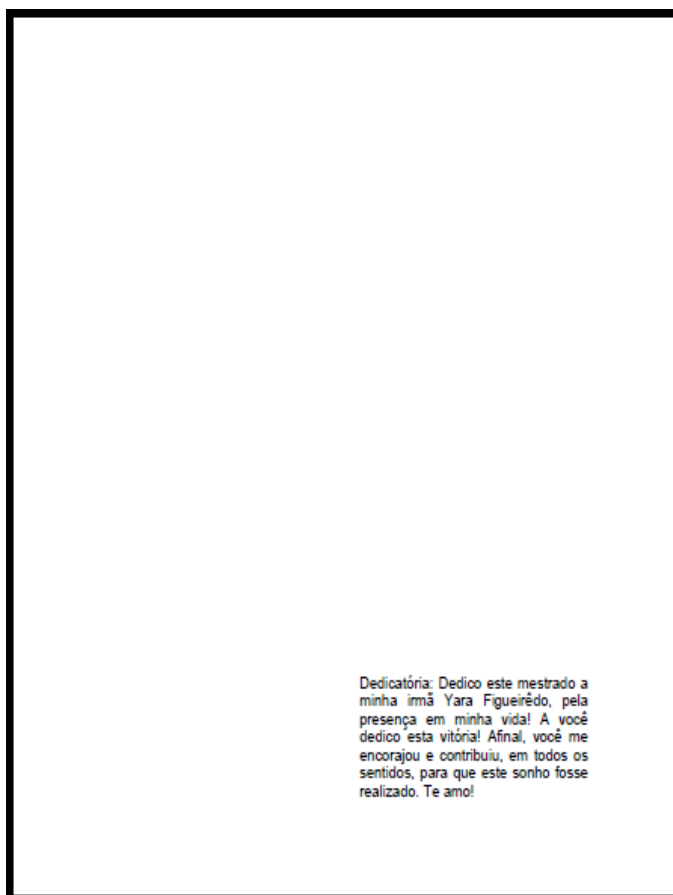 Dedicatória: Dedico este mestrado a
minha irmã Yara Figueirêdo, pela
presença em minha vida! A você
dedico esta vitória! Afinal, você me
encorajou e contribuiu, em todos os
sentidos, para que este sonho fosse
realizado. Te amo!